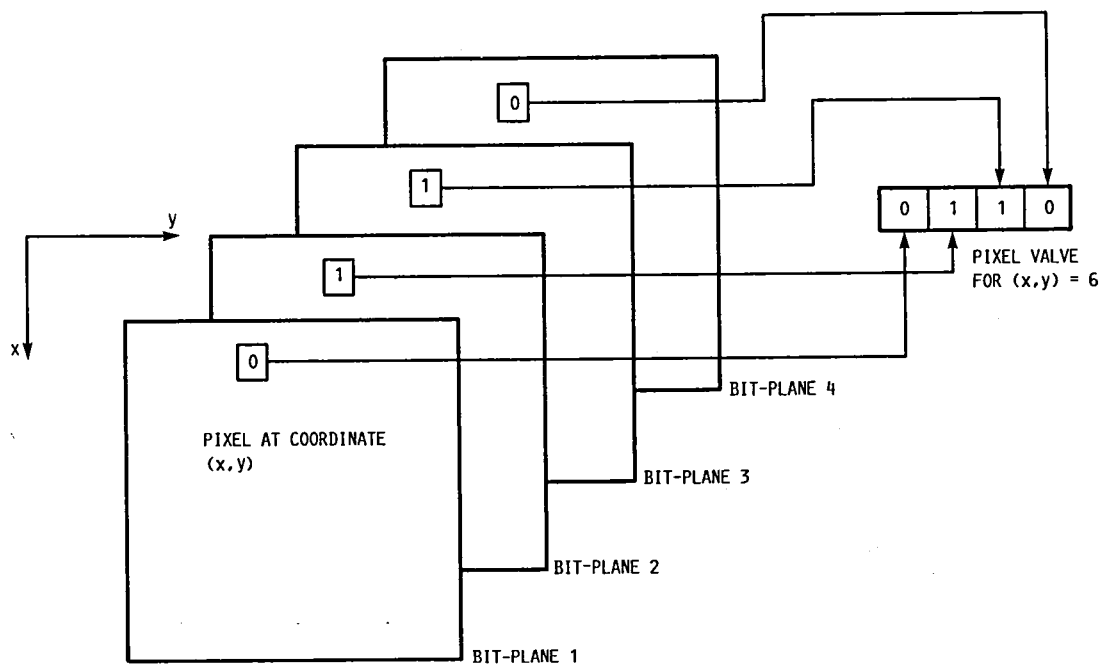 0
1
0 1 1 0
y
PIXEL VALVE
FOR (x,y) = 6
1
x
0
BIT-PLANE 4
PIXEL AT COORDINATE
(x,y)
BIT-PLANE 3
BIT-PLANE 2
BIT-PLANE 1